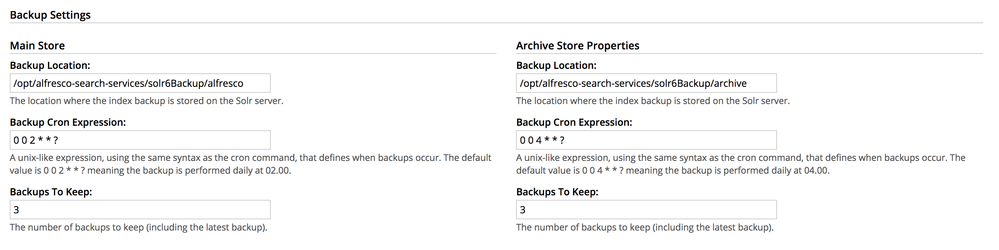 Backup Settings
Main Store
Backup Location:
/opt/alfresco-search-services/solr6Backup/alfresco
The location where the index backup is stored on the Solr server.
Backup Cron Expression:
0 0 2 * * ?
A unix-like expression, using the same syntax as the cron command, that defines when backups occur. The default
value is 0 0 2 * * ? meaning the backup is performed daily at 02.00.
Backups To Keep:
3
The number of backups to keep (including the latest backup).
Archive Store Properties
Backup Location:
/opt/alfresco-search-services/solr6Backup/archive
The location where the index backup is stored on the Solr server.
Backup Cron Expression:
0 0 4 * * ?
A unix-like expression, using the same syntax as the cron command, that defines when backups occur. The
default value is 0 0 4 * * ? meaning the backup is performed daily at 04.00.
Backups To Keep:
3
The number of backups to keep (including the latest backup).